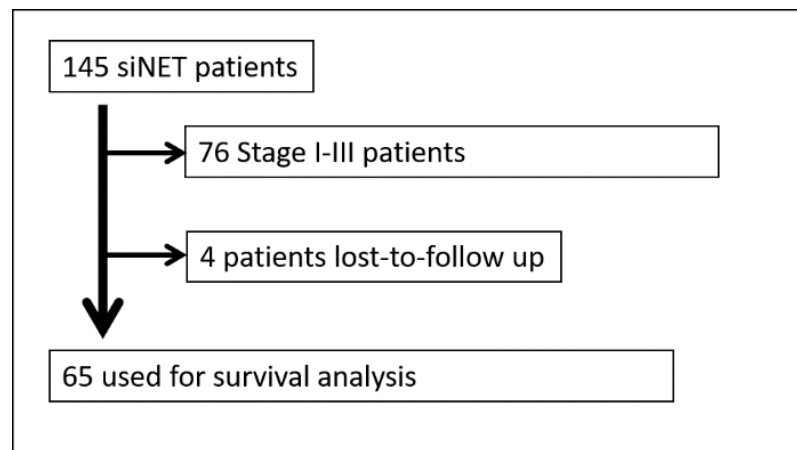 145 siNET patients
76 Stage I-III patients
4 patients lost-to-follow up
65 used for survival analysis